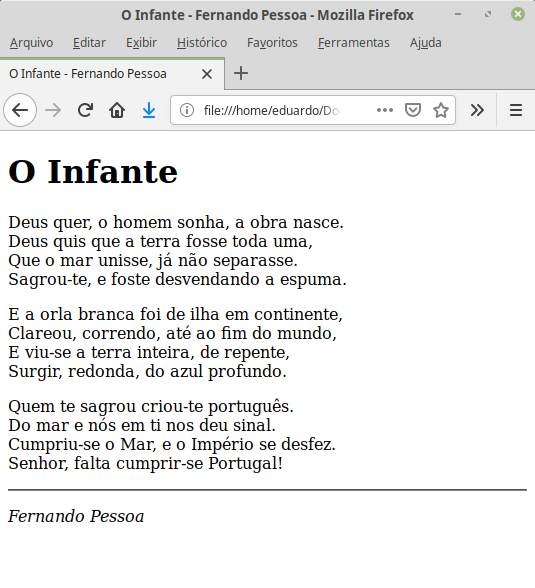 O Infante - Fernando Pessoa - Mozilla Firefox
Arquivo Editar Exibir Histórico Favoritos Ferramentas Ajuda
O Infante - Fernando Pessoa
file:///home/eduardo/Do
O Infante
Deus quer, o homem sonha, a obra nasce.
Deus quis que a terra fosse toda uma,
Que o mar unisse, já não separasse.
Sagrou-te, e foste desvendando a espuma.
E a orla branca foi de ilha em continente,
Clareou, correndo, até ao fim do mundo,
E viu-se a terra inteira, de repente,
Surgir, redonda, do azul profundo.
Quem te sagrou criou-te português.
Do mar e nós em ti nos deu sinal.
Cumpriu-se o Mar, e o Império se desfez.
Senhor, falta cumprir-se Portugal!
Fernando Pessoa